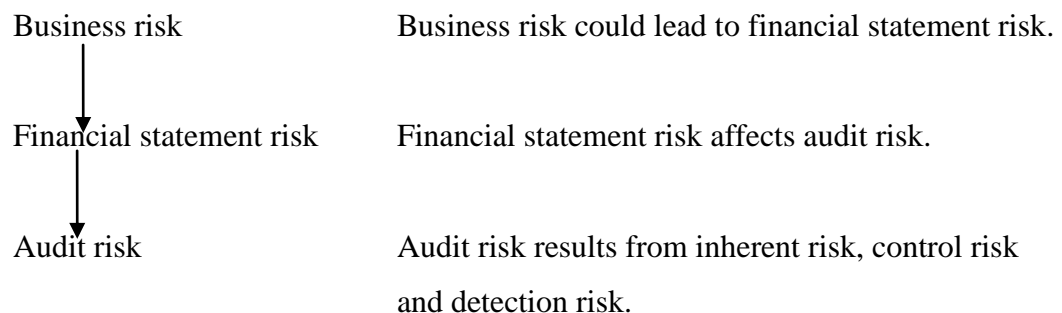 Business risk Business risk could lead to financial statement risk.
Financial statement risk Financial statement risk affects audit risk.
Audit risk Audit risk results from inherent risk, control risk
and detection risk.